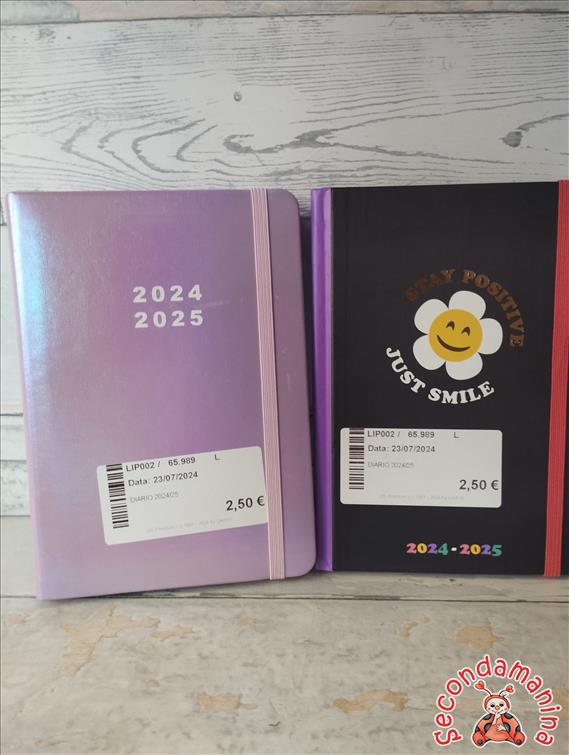 2024
2025
LIP002 / 65.989 L
Data: 23/07/2024
DIARIO 2024/25
2,50 €
STAY POSITIVE
JUST SMILE
LIP002 / 65.989 L
Data: 23/07/2024
DIARIO 2024/25
2,50 €
2024-2025
Secondamanina